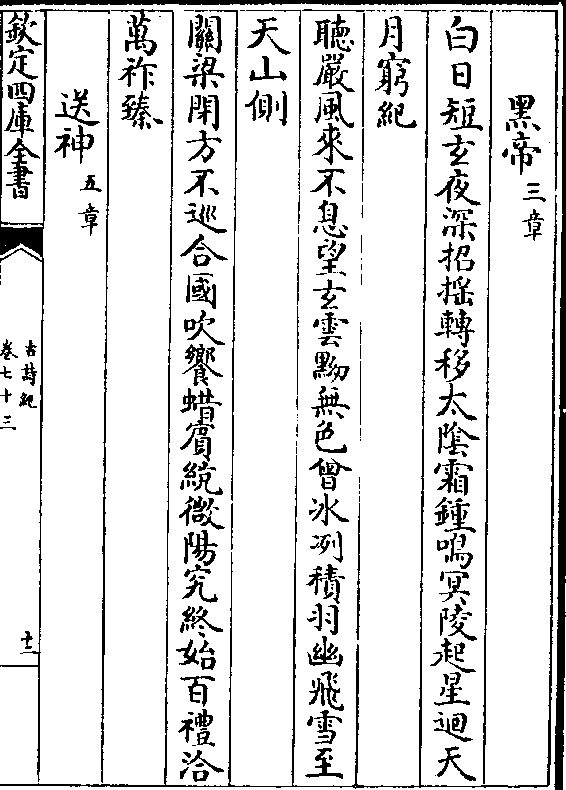 黑帝三章
白日短玄夜深招揺轉移太陰霜鍾鳴冥陵起星迴天
月窮紀
聽嚴風來不息望玄雲黝無色曾冰冽積羽幽飛雪至
天山側
關梁閉方不巡合國吹饗蜡賓綂微陽究終始百禮洽
萬祚臻
送神五章
欽定四庫全書
古詩紀
卷七十三
十二